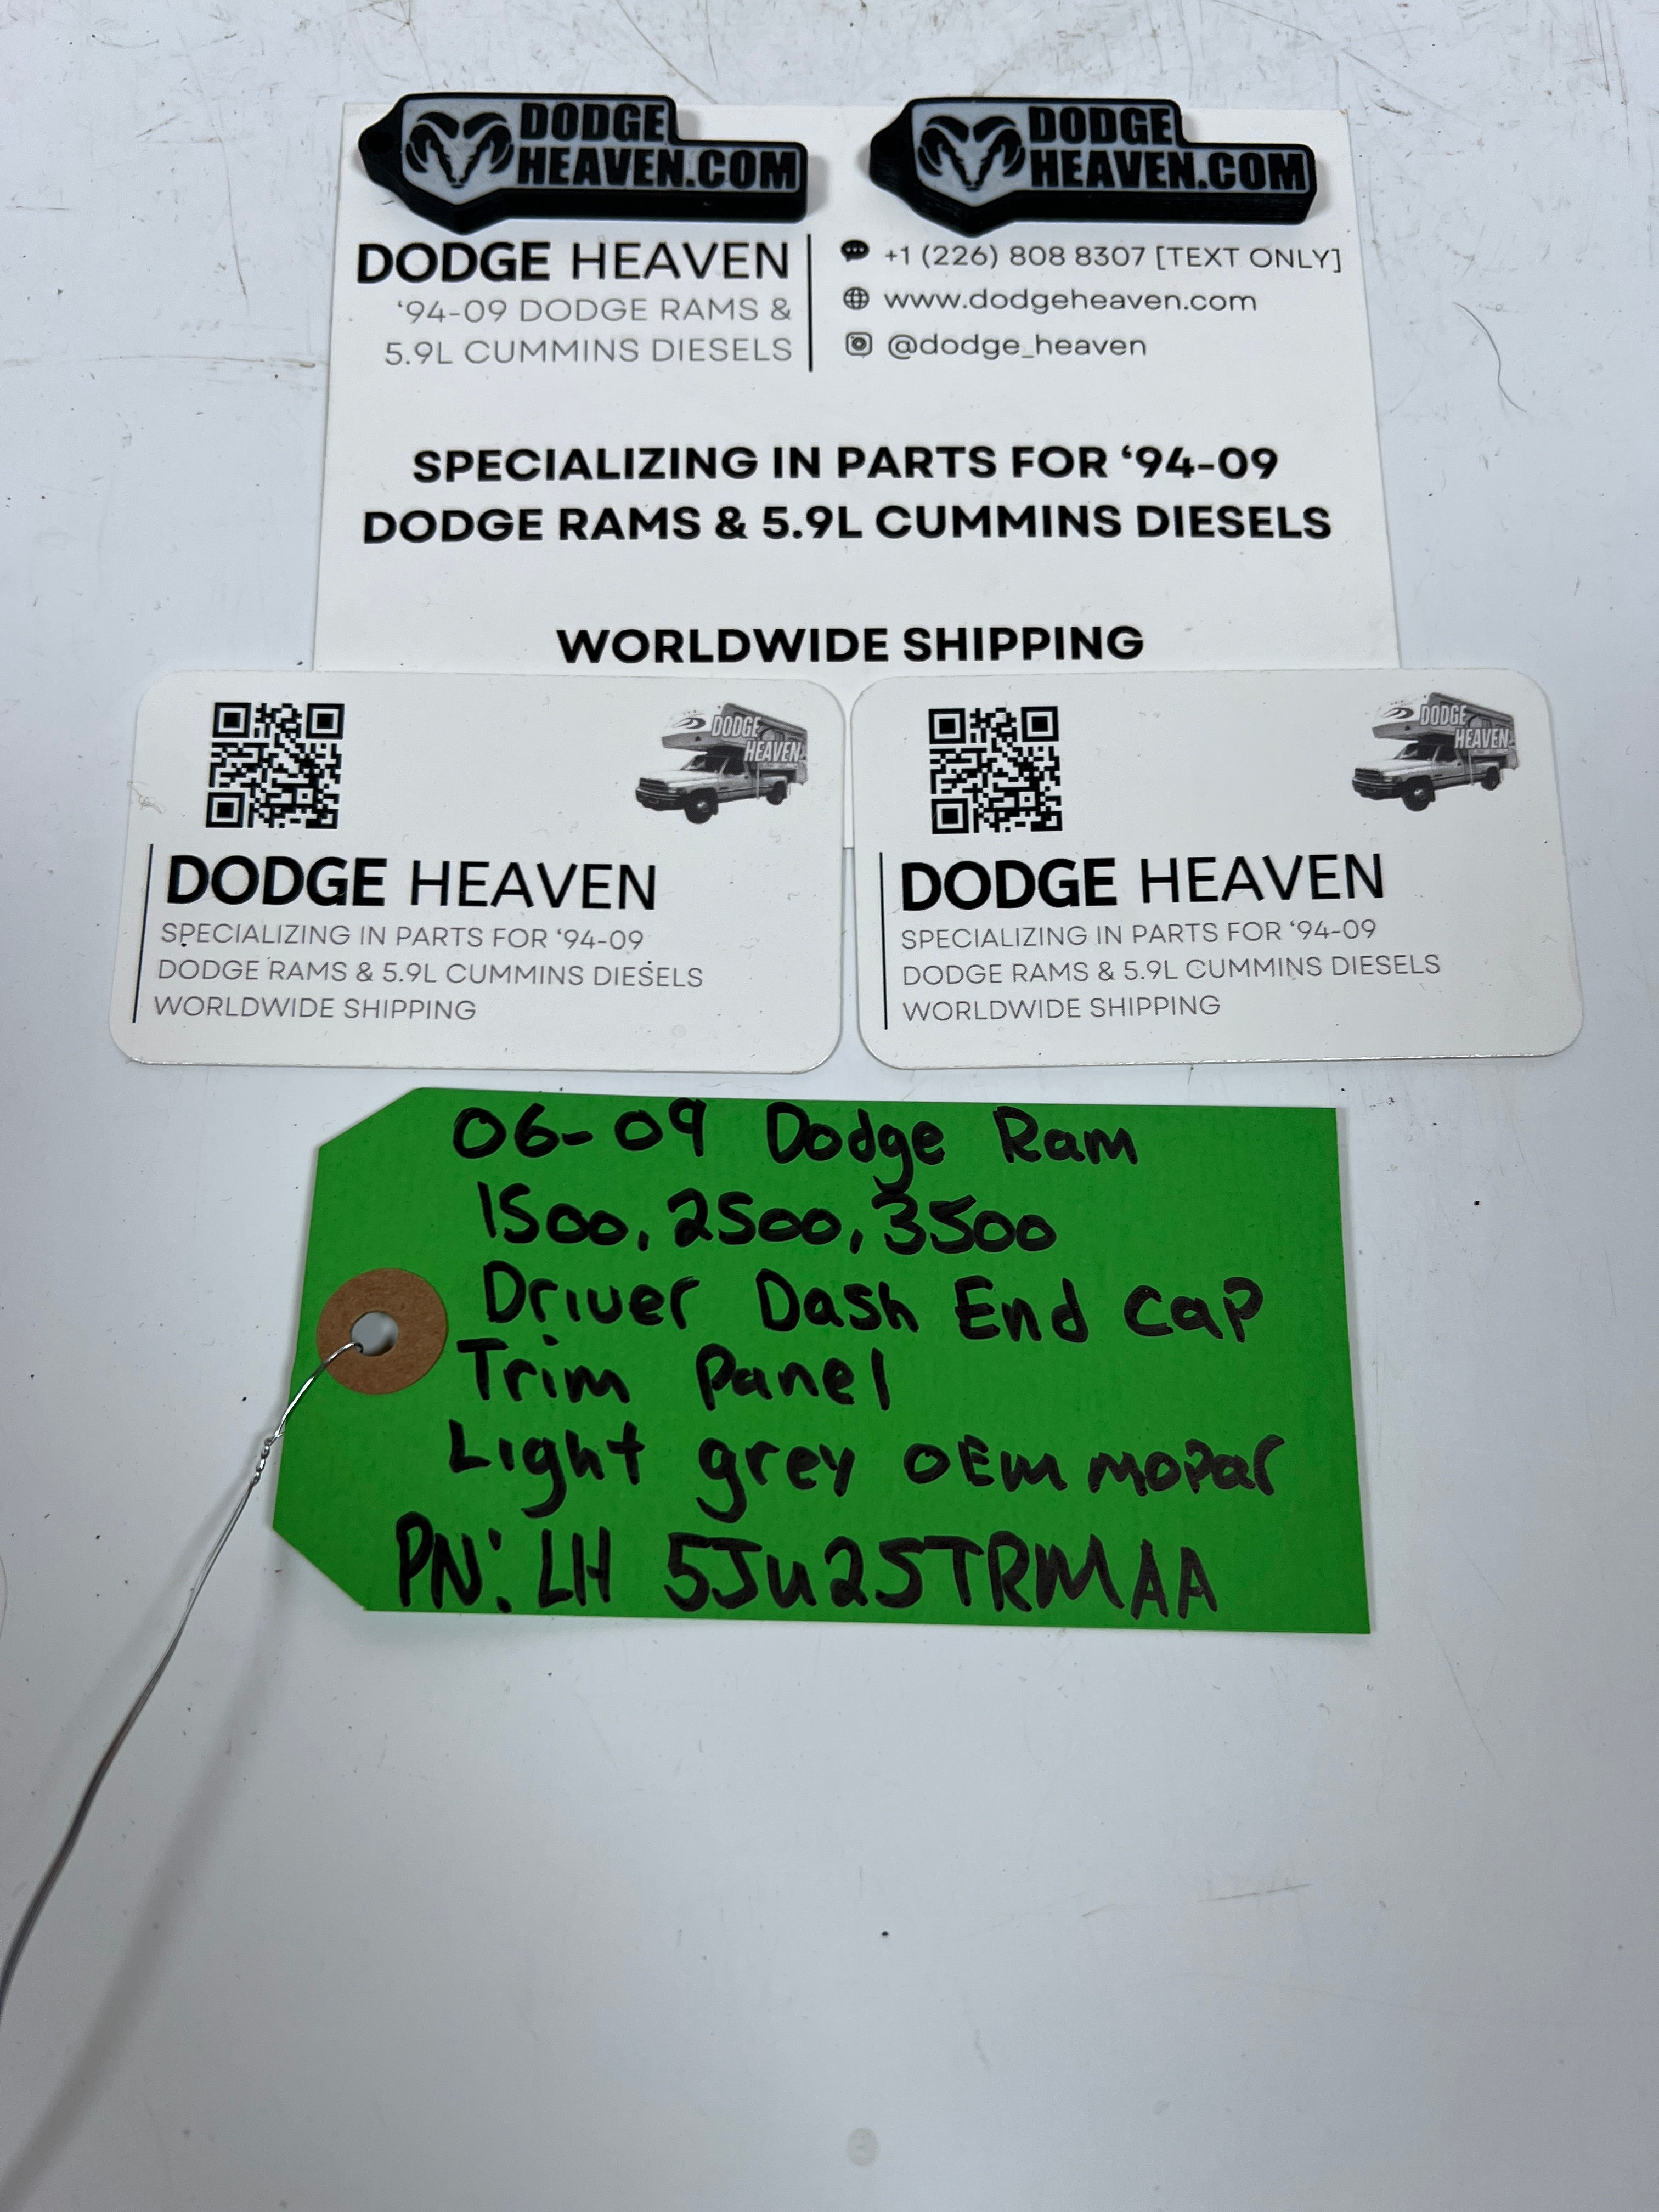 DODGE
HEAVEN.COM
DODGE
HEAVEN.COM
DODGE HEAVEN
‘94-09 DODGE RAMS &
5.9L CUMMINS DIESELS
+1 (226) 808 8307 [TEXT ONLY]
www.dodgeheaven.com
@dodge_heaven
SPECIALIZING IN PARTS FOR ‘94-09
DODGE RAMS & 5.9L CUMMINS DIESELS
WORLDWIDE SHIPPING
DODGE
HEAVEN
DODGE HEAVEN
SPECIALIZING IN PARTS FOR ‘94-09
DODGE RAMS & 5.9L CUMMINS DIESELS
WORLDWIDE SHIPPING
DODGE
HEAVEN
DODGE HEAVEN
SPECIALIZING IN PARTS FOR ‘94-09
DODGE RAMS & 5.9L CUMMINS DIESELS
WORLDWIDE SHIPPING
06-09 Dodge Ram
1500, 2500, 3500
Driver Dash End Cap
Trim Panel
Light grey OEM mopar
PN: LH 5Ju25TRMAA